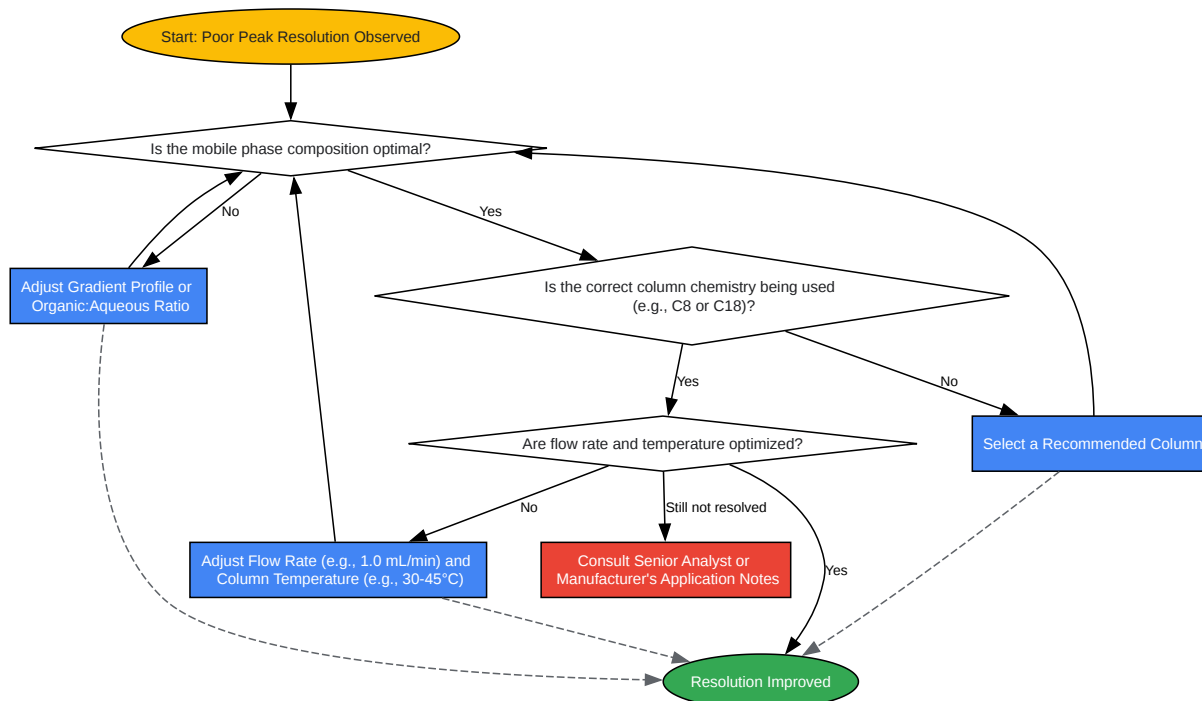 Start: Poor Peak Resolution Observed
Is the mobile phase composition optimal?
No
Yes
Adjust Gradient Profile or
Organic:Aqueous Ratio
Is the correct column chemistry being used
(e.g., C8 or C18)?
Yes
No
Are flow rate and temperature optimized?
Select a Recommended Column
No
Still not resolved
Yes
Adjust Flow Rate (e.g., 1.0 mL/min) and
Column Temperature (e.g., 30-45°C)
Consult Senior Analyst or
Manufacturer's Application Notes
Resolution Improved